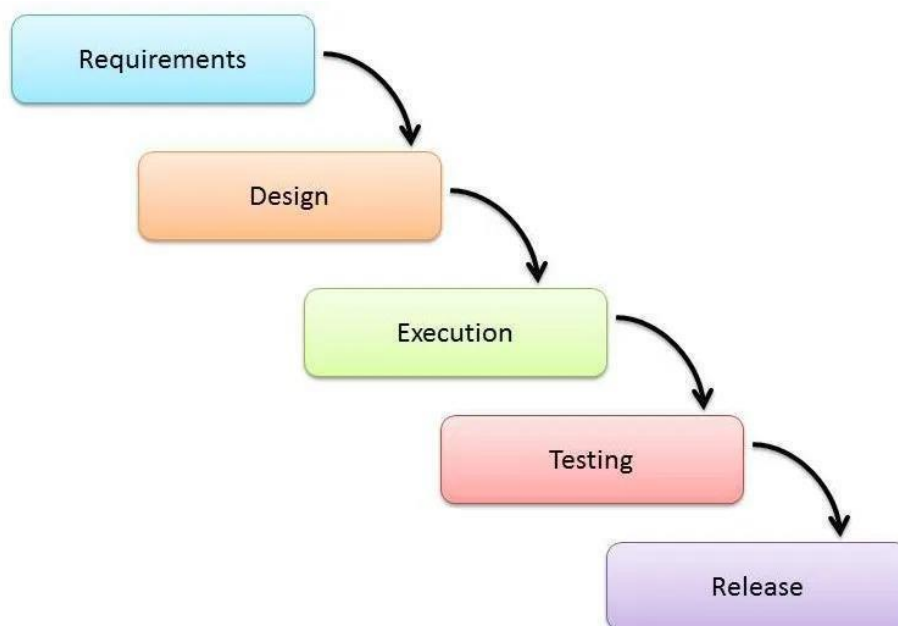 Requirements
Design
Execution
Testing
Release